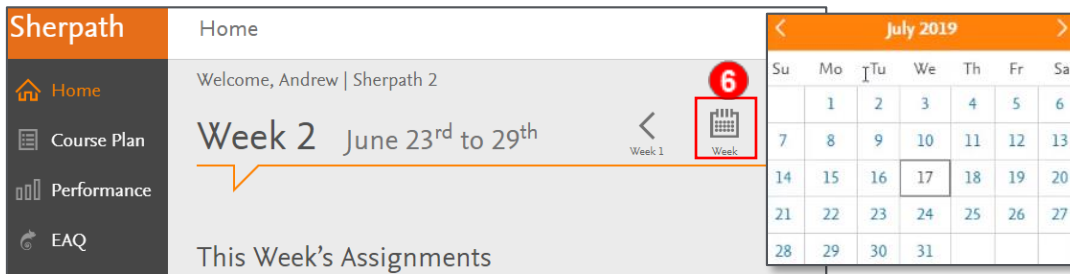 Sherpath
Home
Home
Course Plan
Performance
EAQ
Welcome, Andrew | Sherpath 2
Week 2 June 23rd to 29th
Week 1
6
Week
This Week's Assignments
< July 2019 >
Su Mo Tu We Th Fr Sa
1 2 3 4 5 6
7 8 9 10 11 12 13
14 15 16 17 18 19 20
21 22 23 24 25 26 27
28 29 30 31